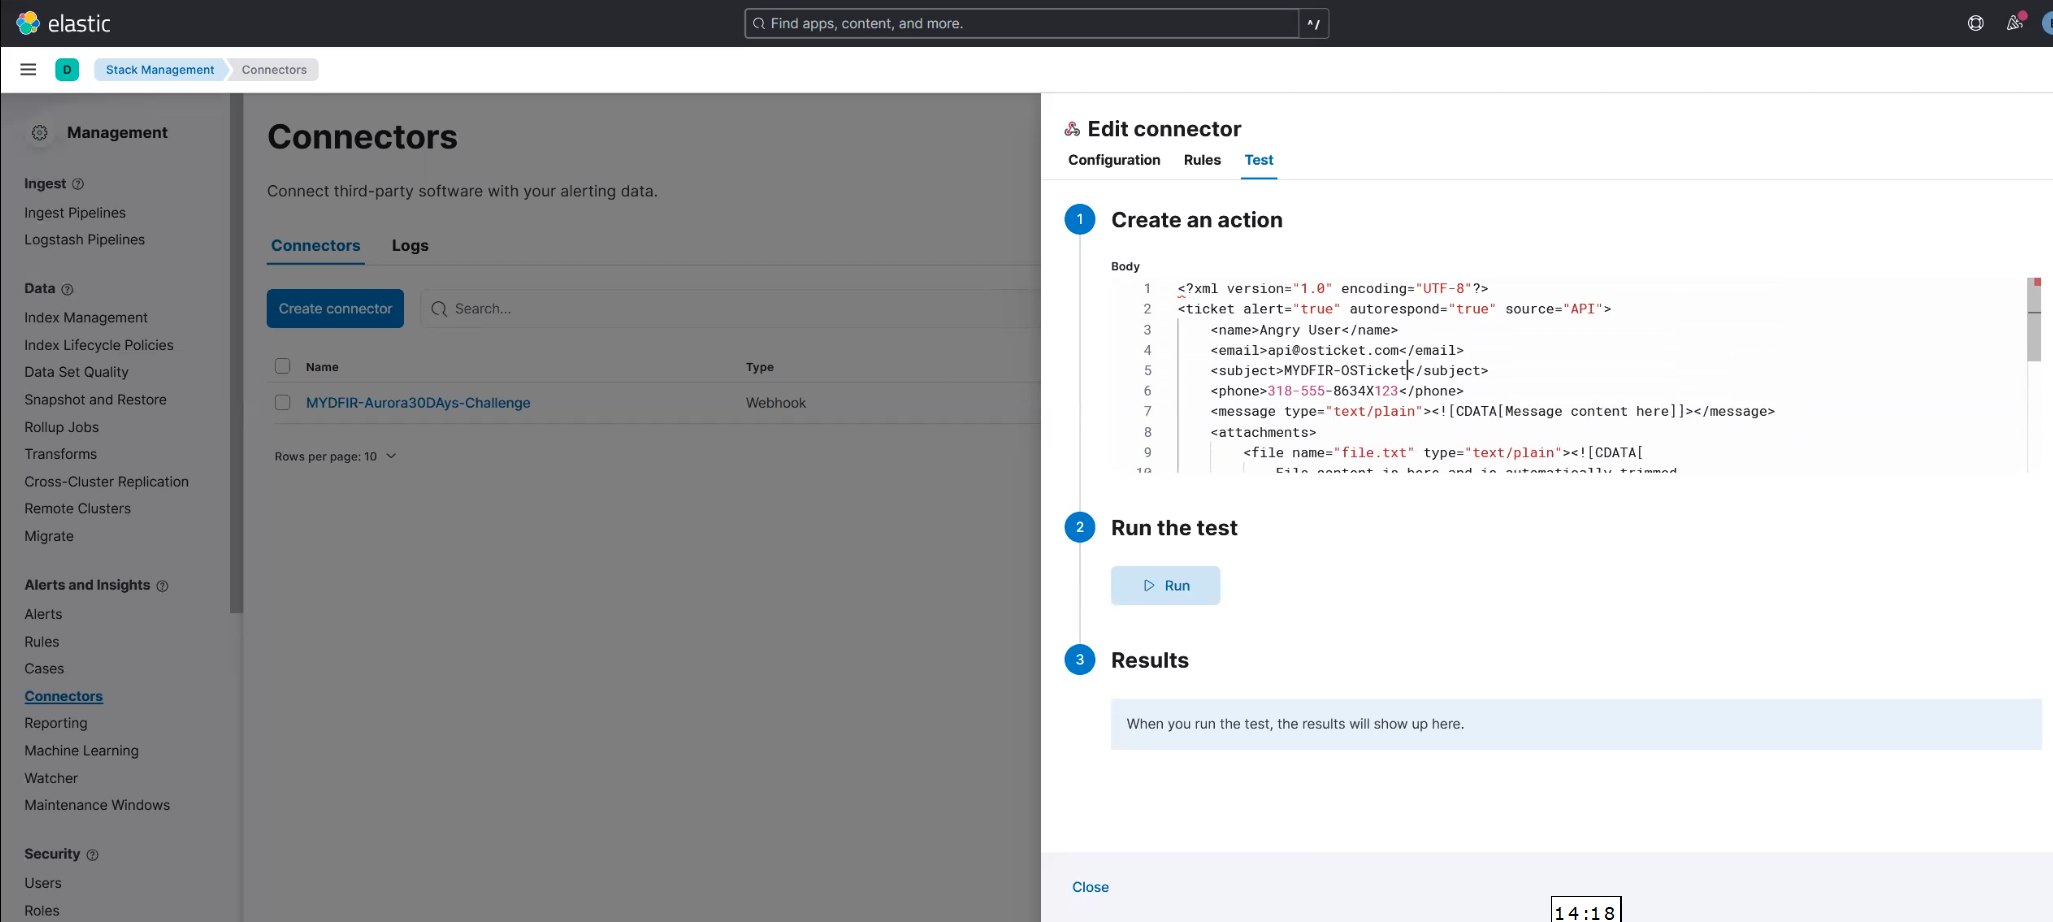 elastic
Find apps, content, and more.
^/
D
Stack Management
Connectors
Management
Ingest
Ingest Pipelines
Logstash Pipelines
Data
Index Management
Index Lifecycle Policies
Data Set Quality
Snapshot and Restore
Rollup Jobs
Transforms
Cross-Cluster Replication
Remote Clusters
Migrate
Alerts and Insights
Alerts
Rules
Cases
Connectors
Reporting
Machine Learning
Watcher
Maintenance Windows
Security
Users
Roles
Connectors
Connect third-party software with your alerting data.
Connectors Logs
Create connector
Search...
Name Type
MYDFIR-Aurora30DAys-Challenge Webhook
Rows per page: 10
Edit connector
Configuration Rules Test
1 Create an action
Body
1 <?xml version="1.0" encoding="UTF-8"?>
2 <ticket alert="true" autorespond="true" source="API">
3 <name>Angry User</name>
4 <email>api@osticket.com</email>
5 <subject>MYDFIR-OSTicket</subject>
6 <phone>318-555-8634X123</phone>
7 <message type="text/plain"><![CDATA[Message content here]]></message>
8 <attachments>
9 <file name="file.txt" type="text/plain"><![CDATA[
10 File content is here and is automatically trimmed
2 Run the test
Run
3 Results
When you run the test, the results will show up here.
Close
14:18